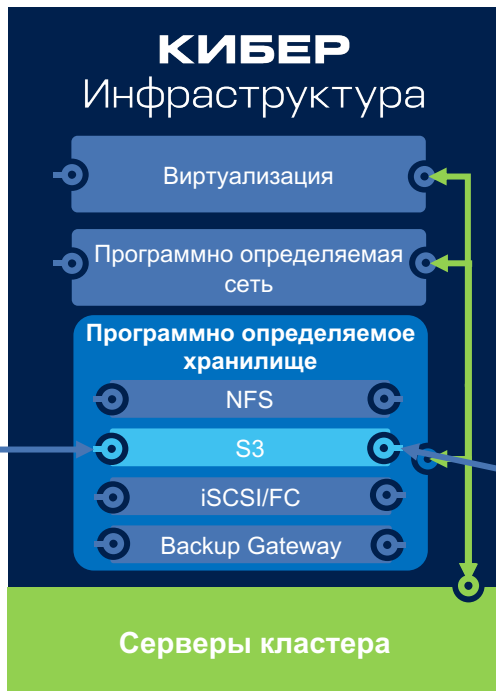 КИБЕР
Инфраструктура
Виртуализация
Программно определяемая
сеть
Программно определяемое
хранилище
NFS
S3
iSCSI/FC
Backup Gateway
Серверы кластера